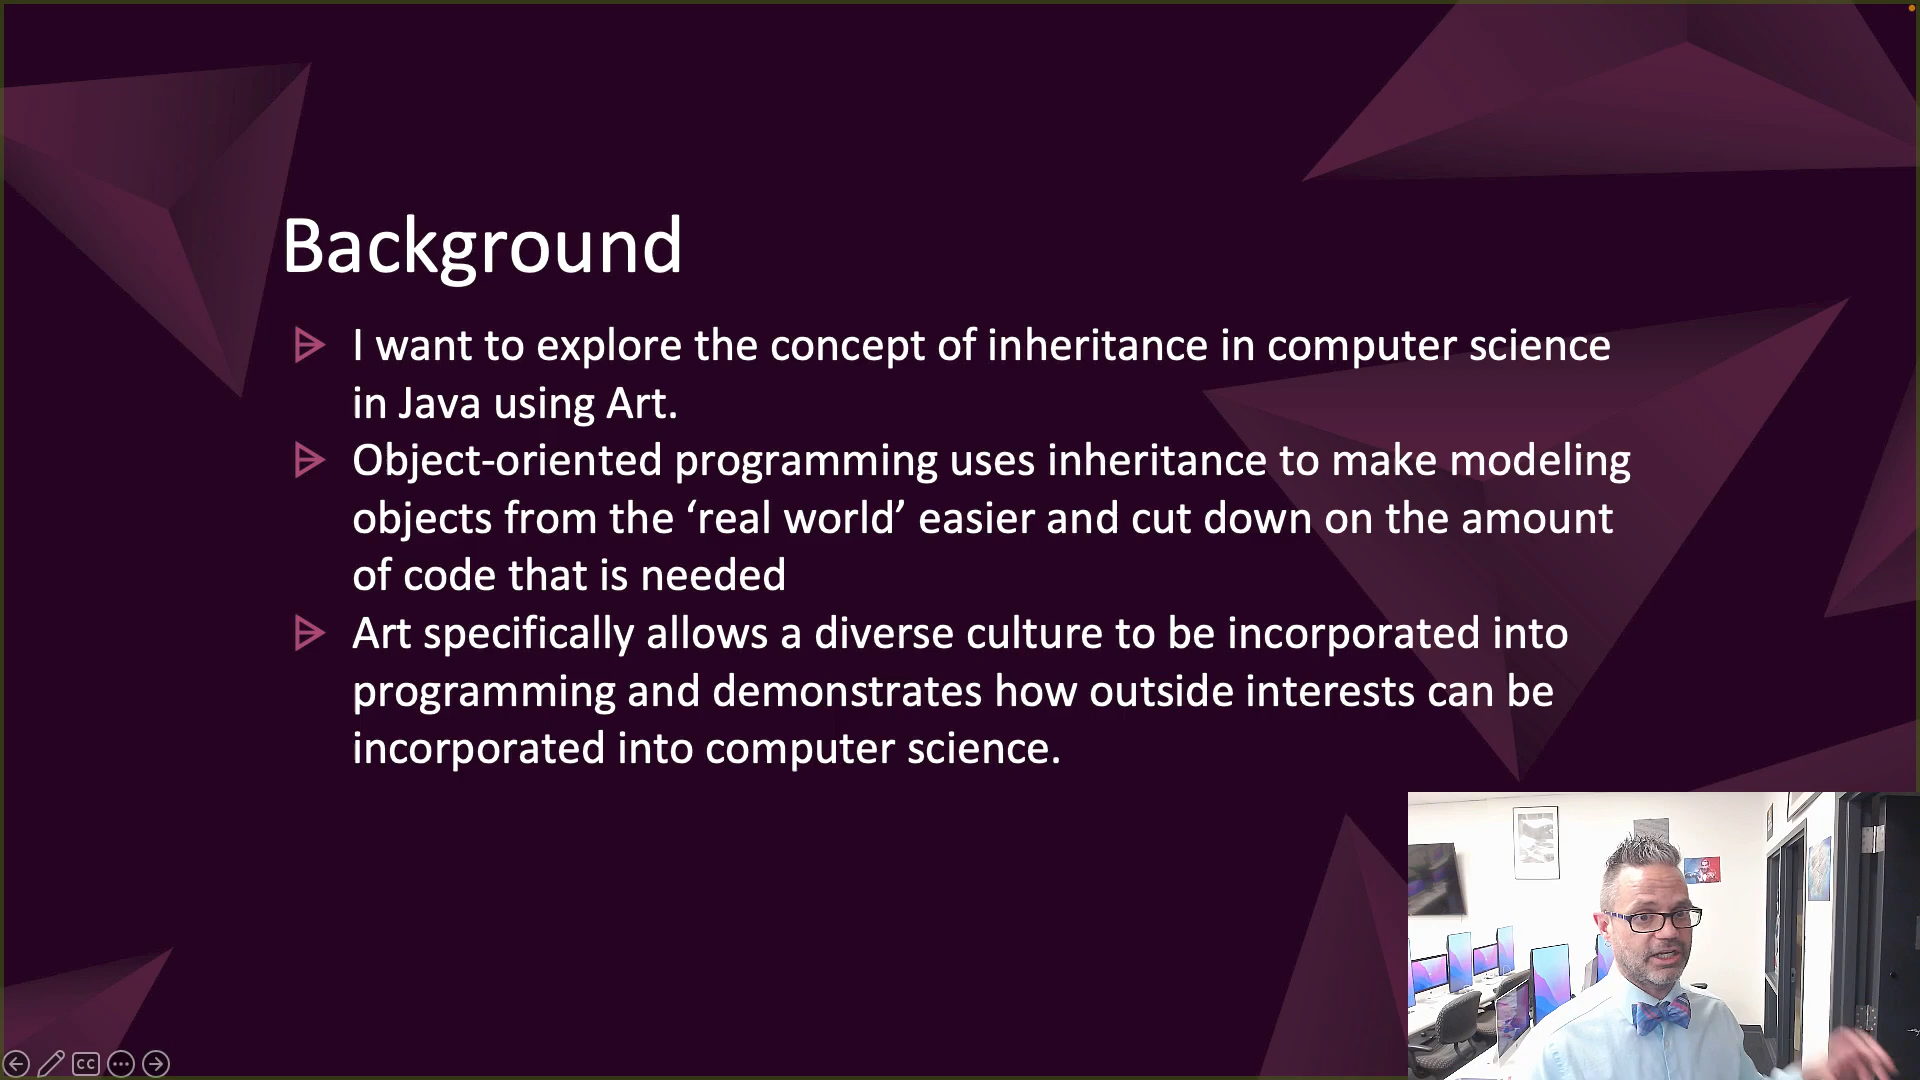 Background
I want to explore the concept of inheritance in computer science
in Java using Art.
Object-oriented programming uses inheritance to make modeling
objects from the ‘real world’ easier and cut down on the amount
of code that is needed
Art specifically allows a diverse culture to be incorporated into
programming and demonstrates how outside interests can be
incorporated into computer science.
CC